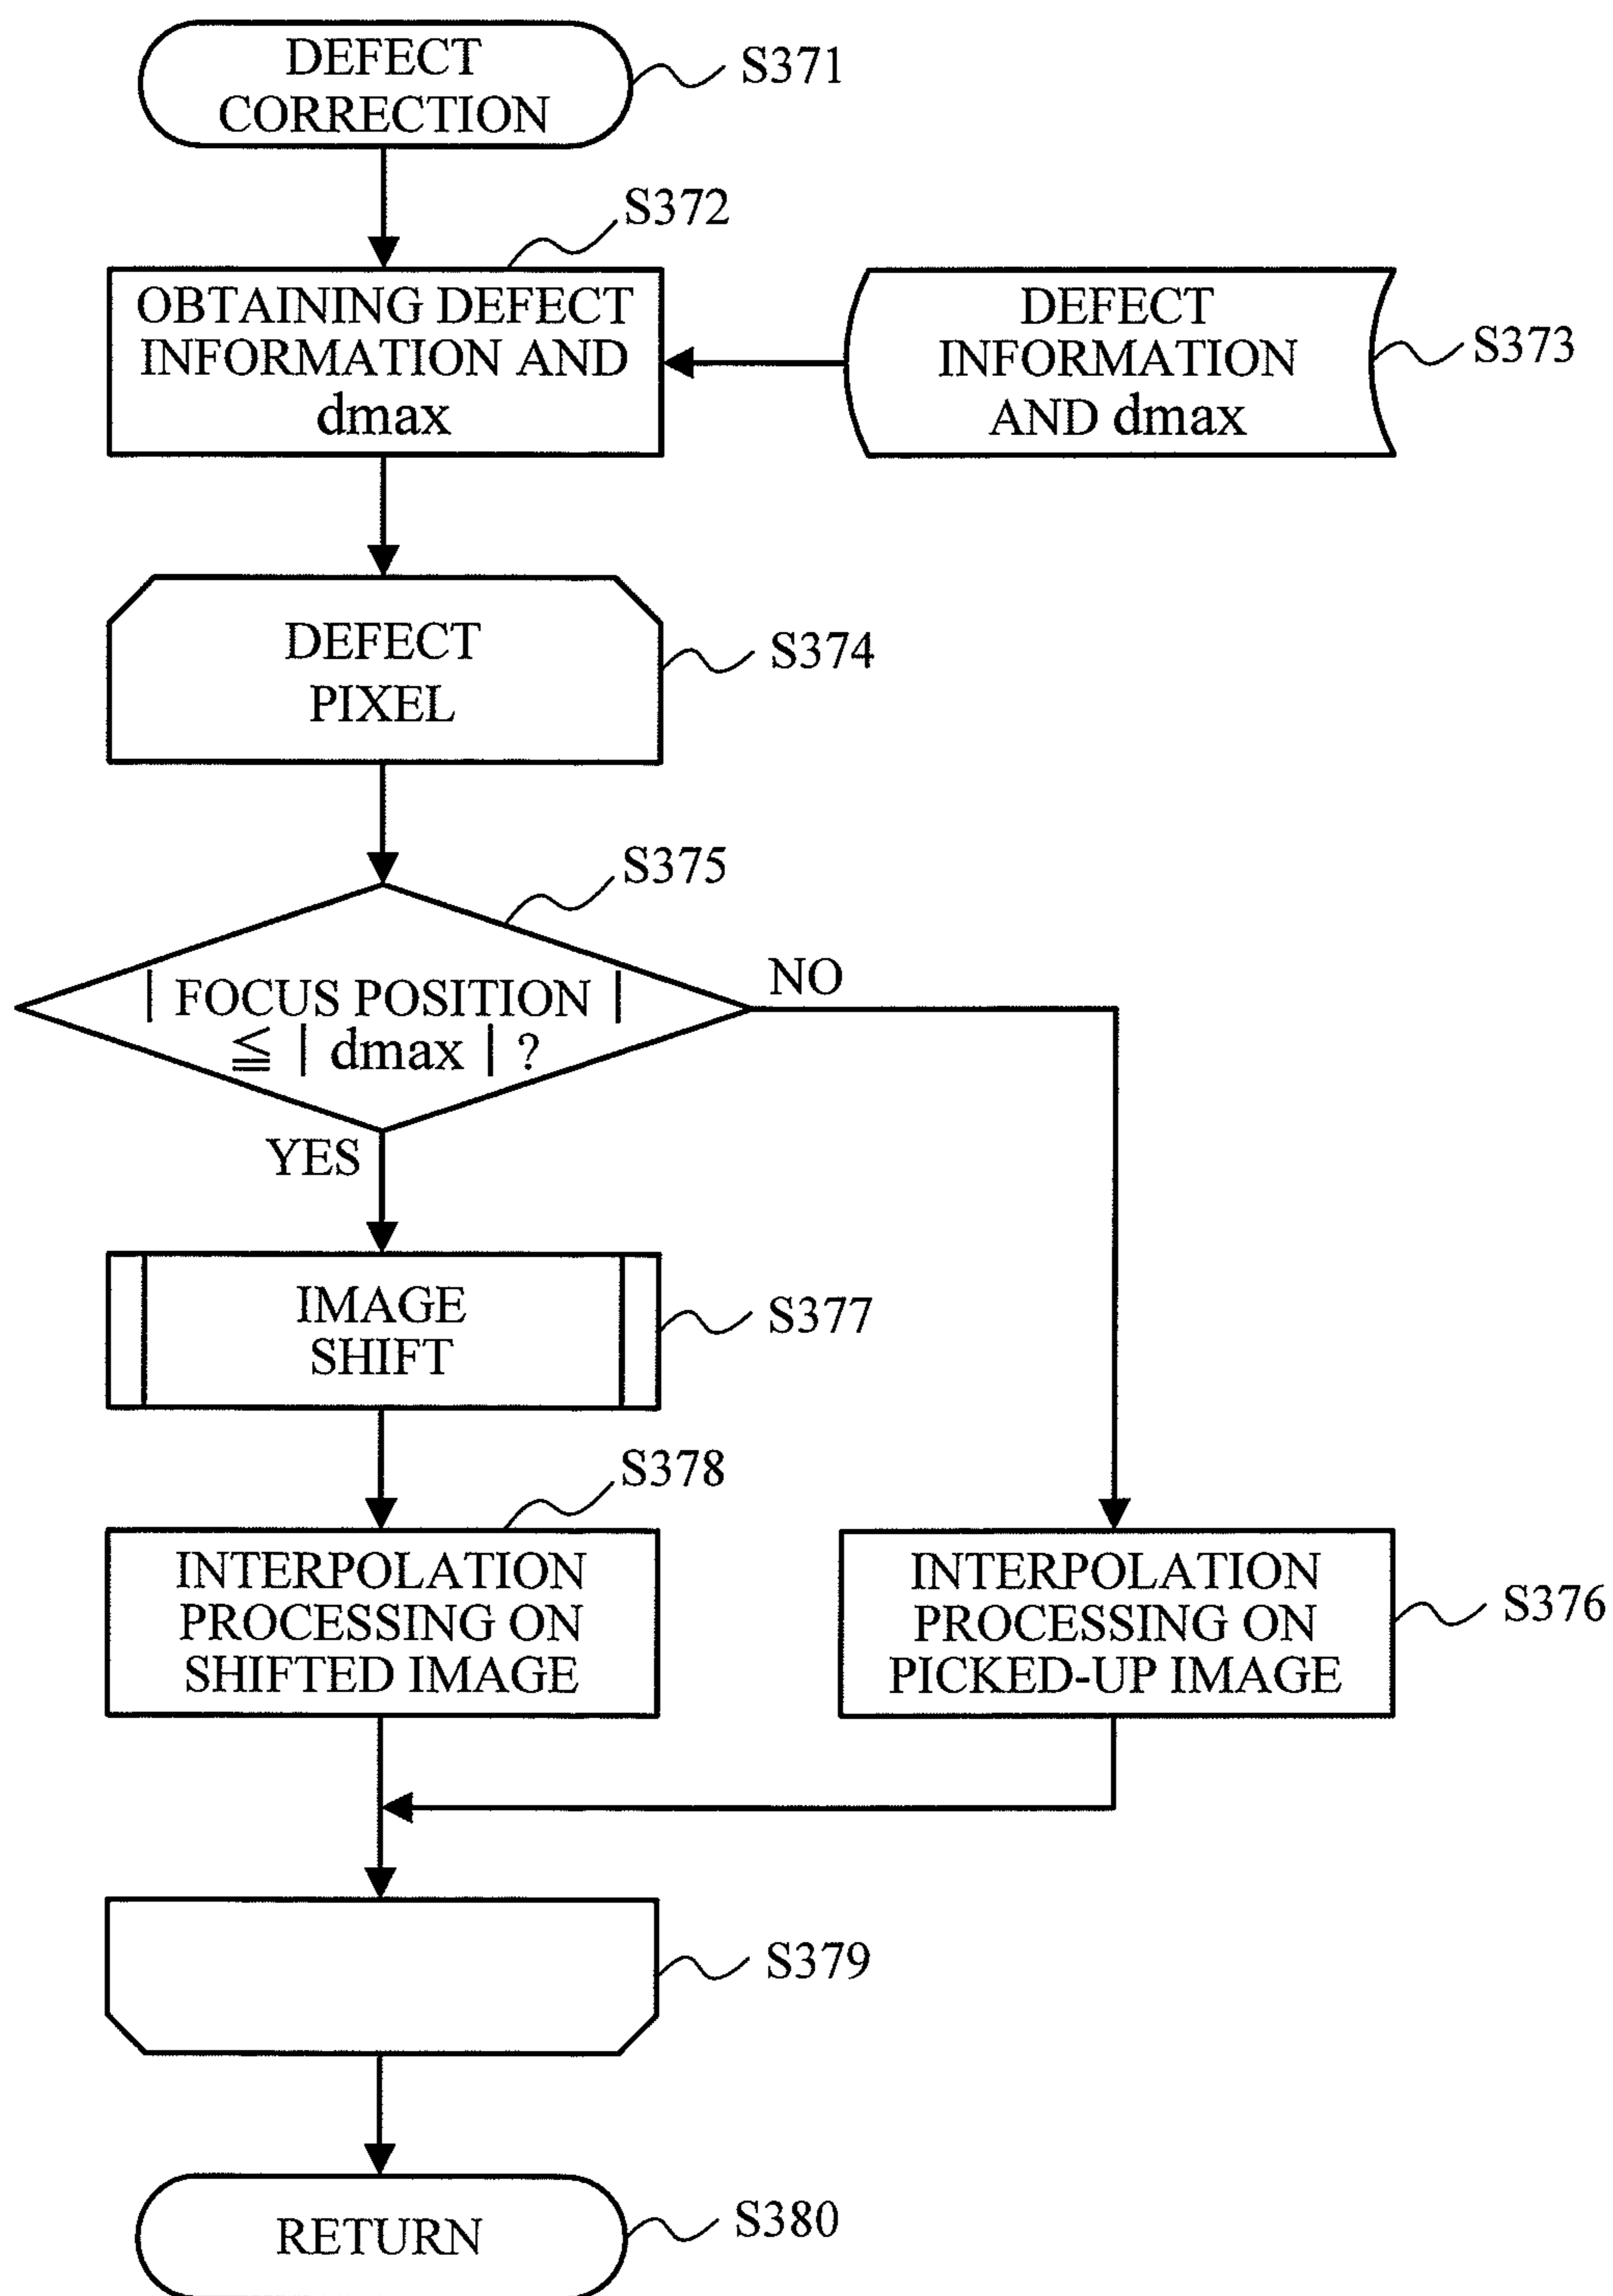 DEFECT
CORRECTION
S371
S372
OBTAINING DEFECT
INFORMATION AND
dmax
DEFECT
INFORMATION
AND dmax
S373
DEFECT
PIXEL
S374
S375
| FOCUS POSITION |
≦ | dmax | ?
NO
YES
IMAGE
SHIFT
S377
S378
INTERPOLATION
PROCESSING ON
SHIFTED IMAGE
INTERPOLATION
PROCESSING ON
PICKED-UP IMAGE
S376
S379
RETURN
S380